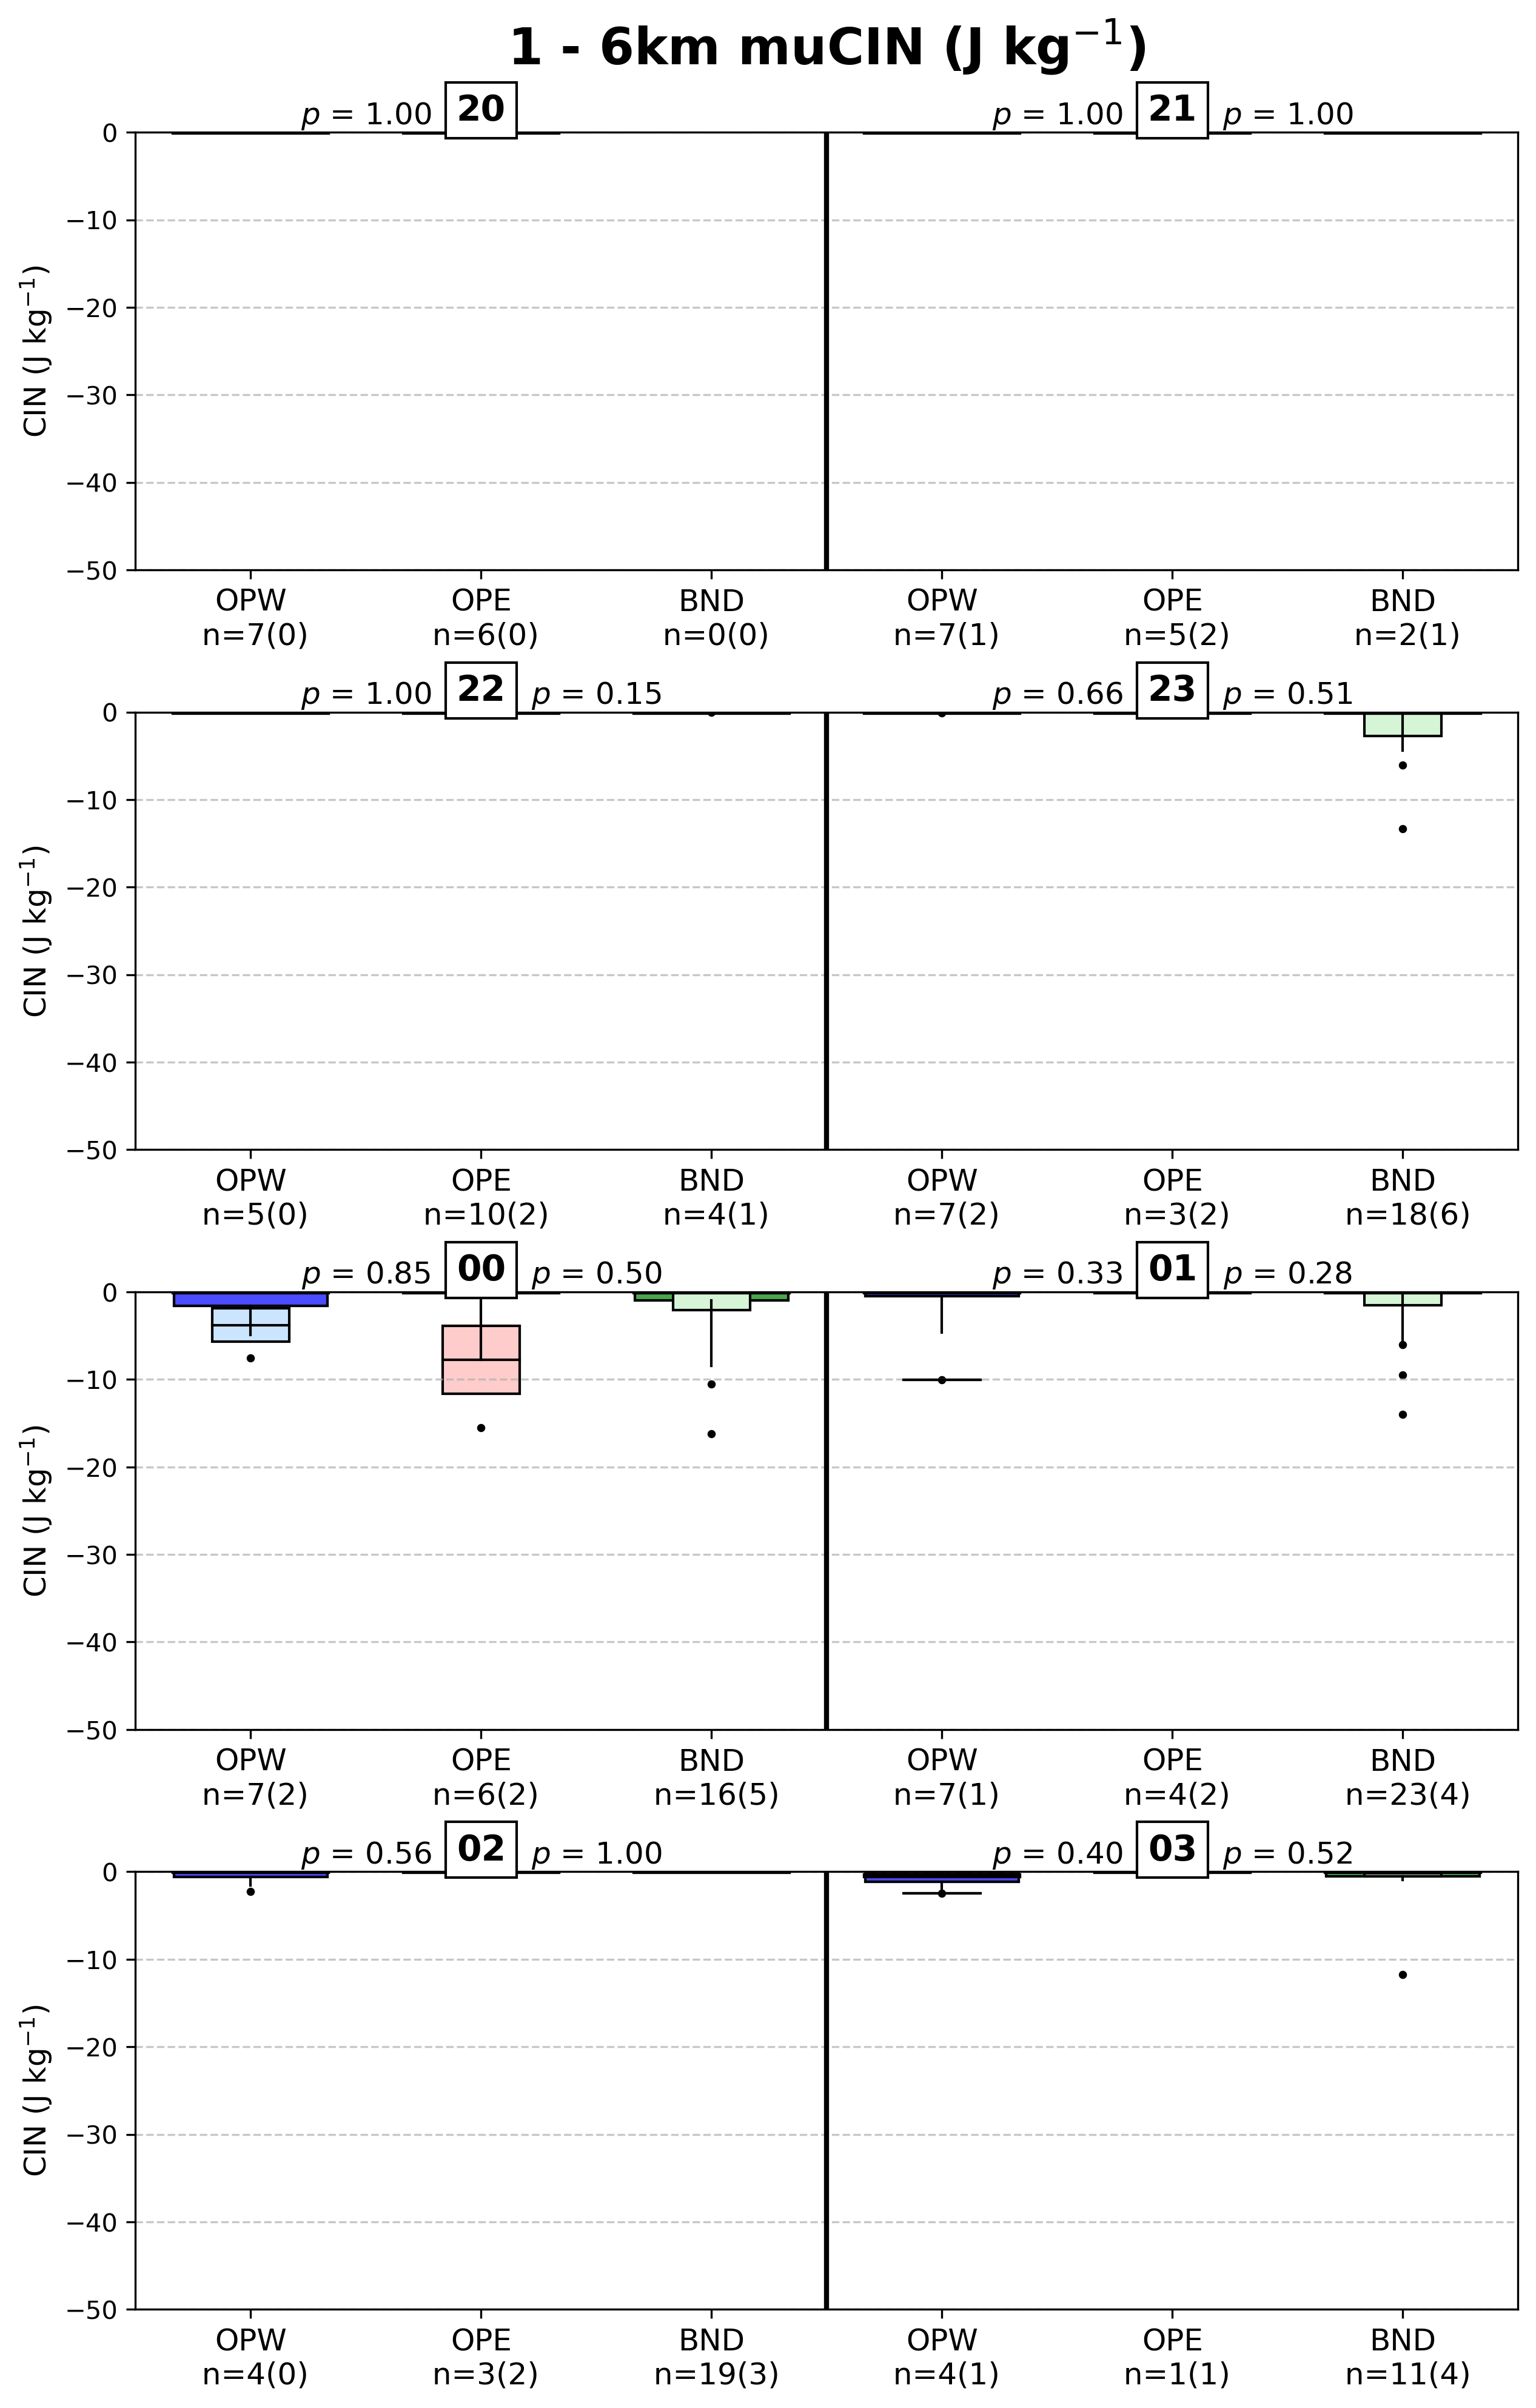 1 - 6km muCIN (J kg⁻¹)
p = 1.00 20
p = 1.00 21 p = 1.00
CIN (J kg⁻¹)
0
−10
−20
−30
−40
−50
OPW OPE BND OPW OPE BND
n=7(0) n=6(0) n=0(0) n=7(1) n=5(2) n=2(1)
p = 1.00 22 p = 0.15
p = 0.66 23 p = 0.51
CIN (J kg⁻¹)
0
−10
−20
−30
−40
−50
OPW OPE BND OPW OPE BND
n=5(0) n=10(2) n=4(1) n=7(2) n=3(2) n=18(6)
p = 0.85 00 p = 0.50
p = 0.33 01 p = 0.28
CIN (J kg⁻¹)
0
−10
−20
−30
−40
−50
OPW OPE BND OPW OPE BND
n=7(2) n=6(2) n=16(5) n=7(1) n=4(2) n=23(4)
p = 0.56 02 p = 1.00
p = 0.40 03 p = 0.52
CIN (J kg⁻¹)
0
−10
−20
−30
−40
−50
OPW OPE BND OPW OPE BND
n=4(0) n=3(2) n=19(3) n=4(1) n=1(1) n=11(4)